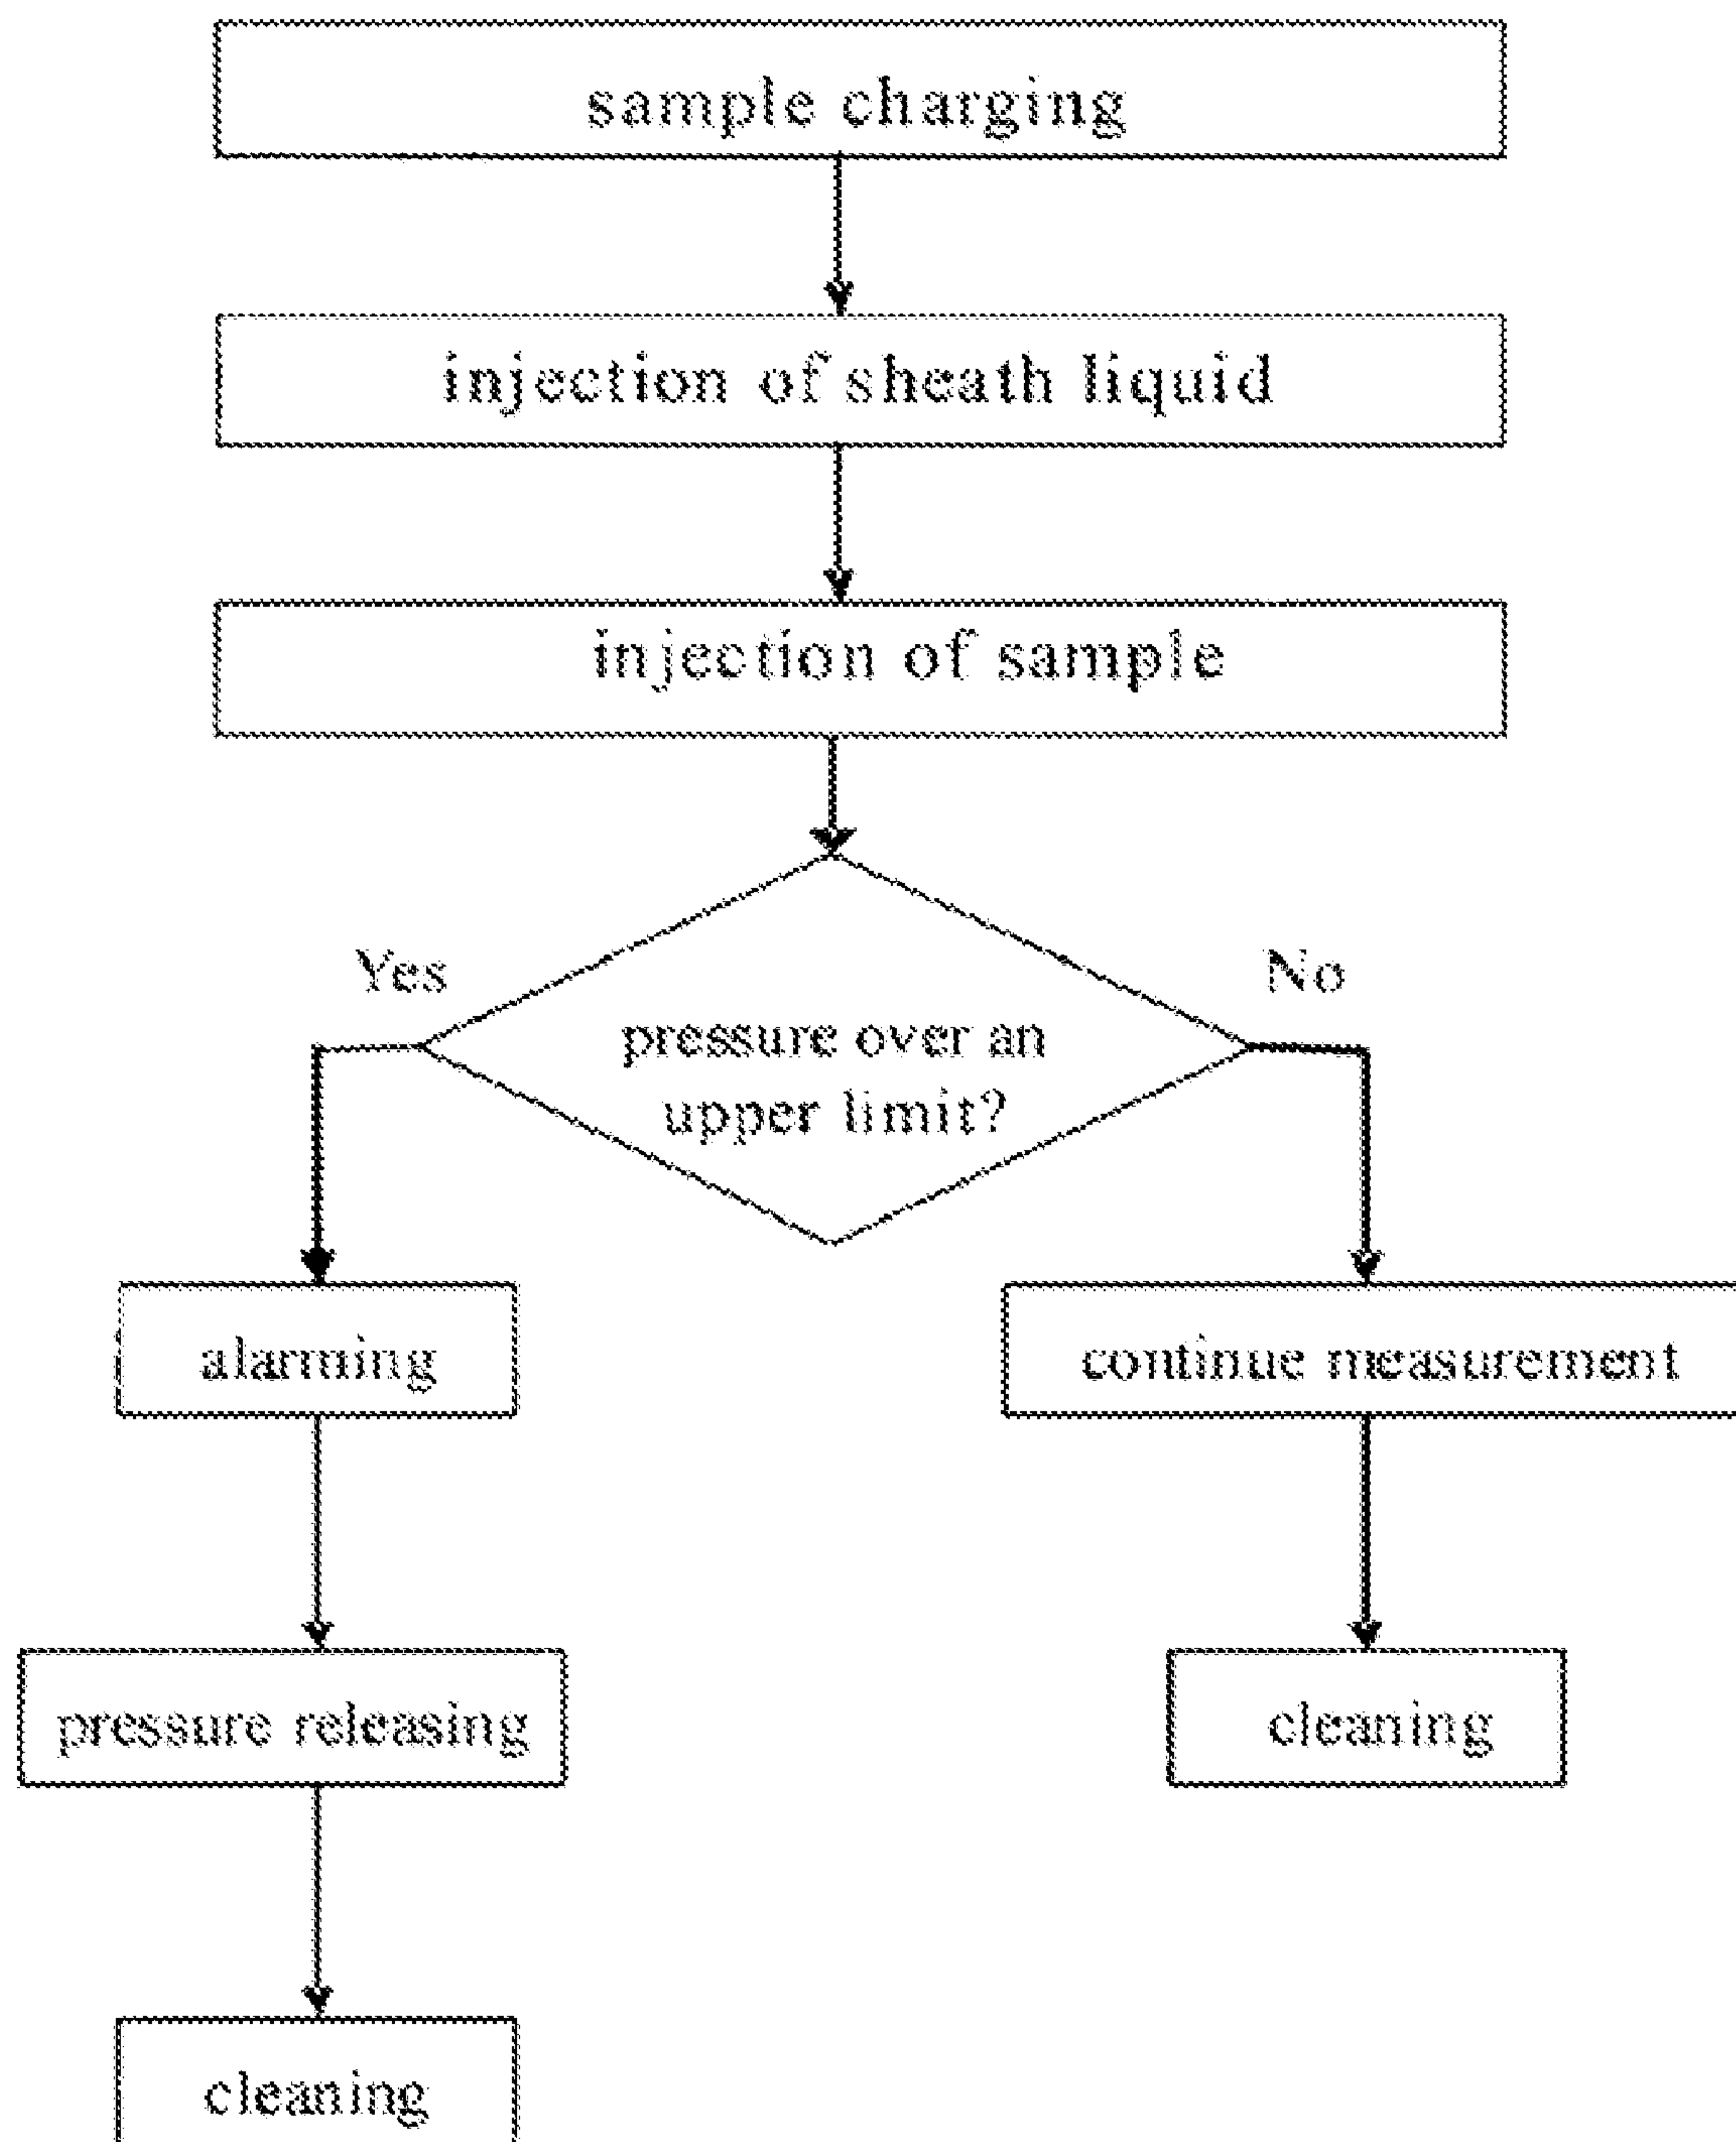 sample charging
injection of sheath liquid
injection of sample
Yes
No
pressure over an
upper limit?
alarming
continue measurement
pressure releasing
cleaning
cleaning